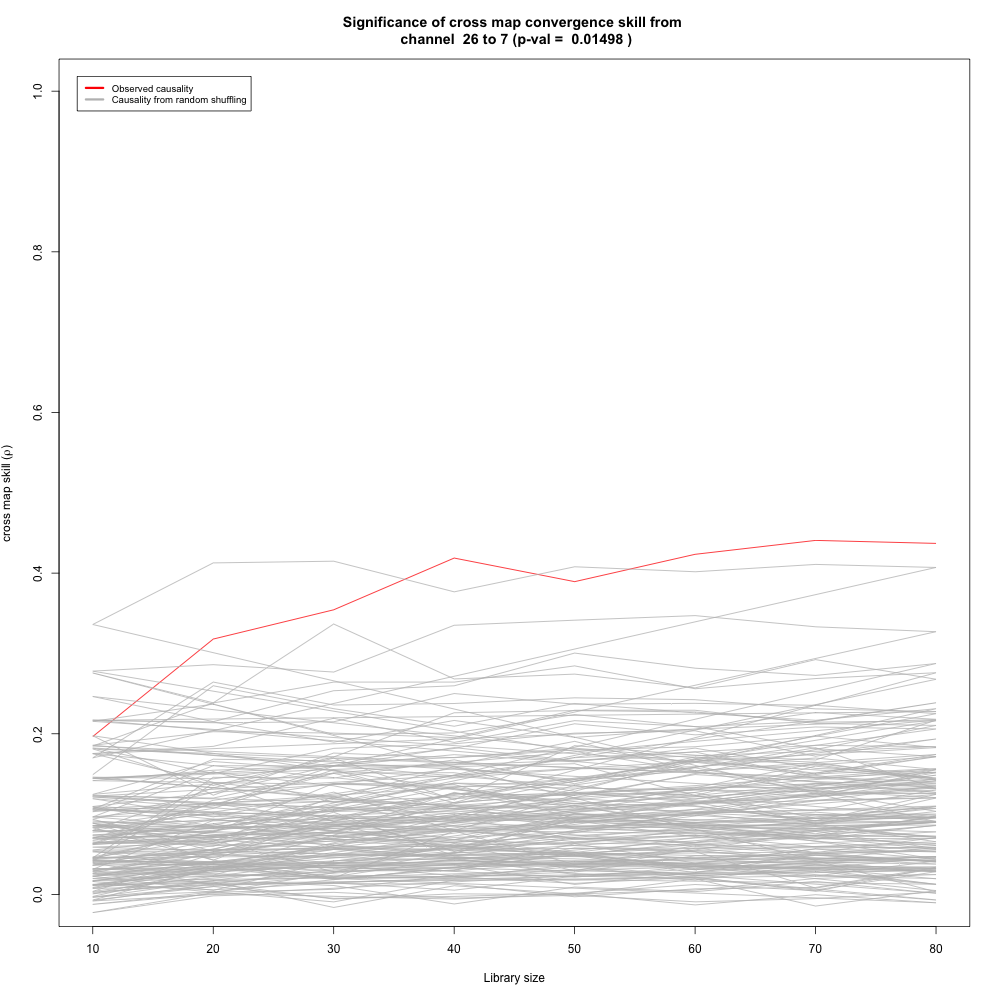 Significance of cross map convergence skill from
channel  26 to 7 (p-val =  0.01498 )
Observed causality
Causality from random shuffling
1.0
0.8
0.6
0.4
0.2
0.0
cross map skill (ρ)
10 20 30 40 50 60 70 80
Library size